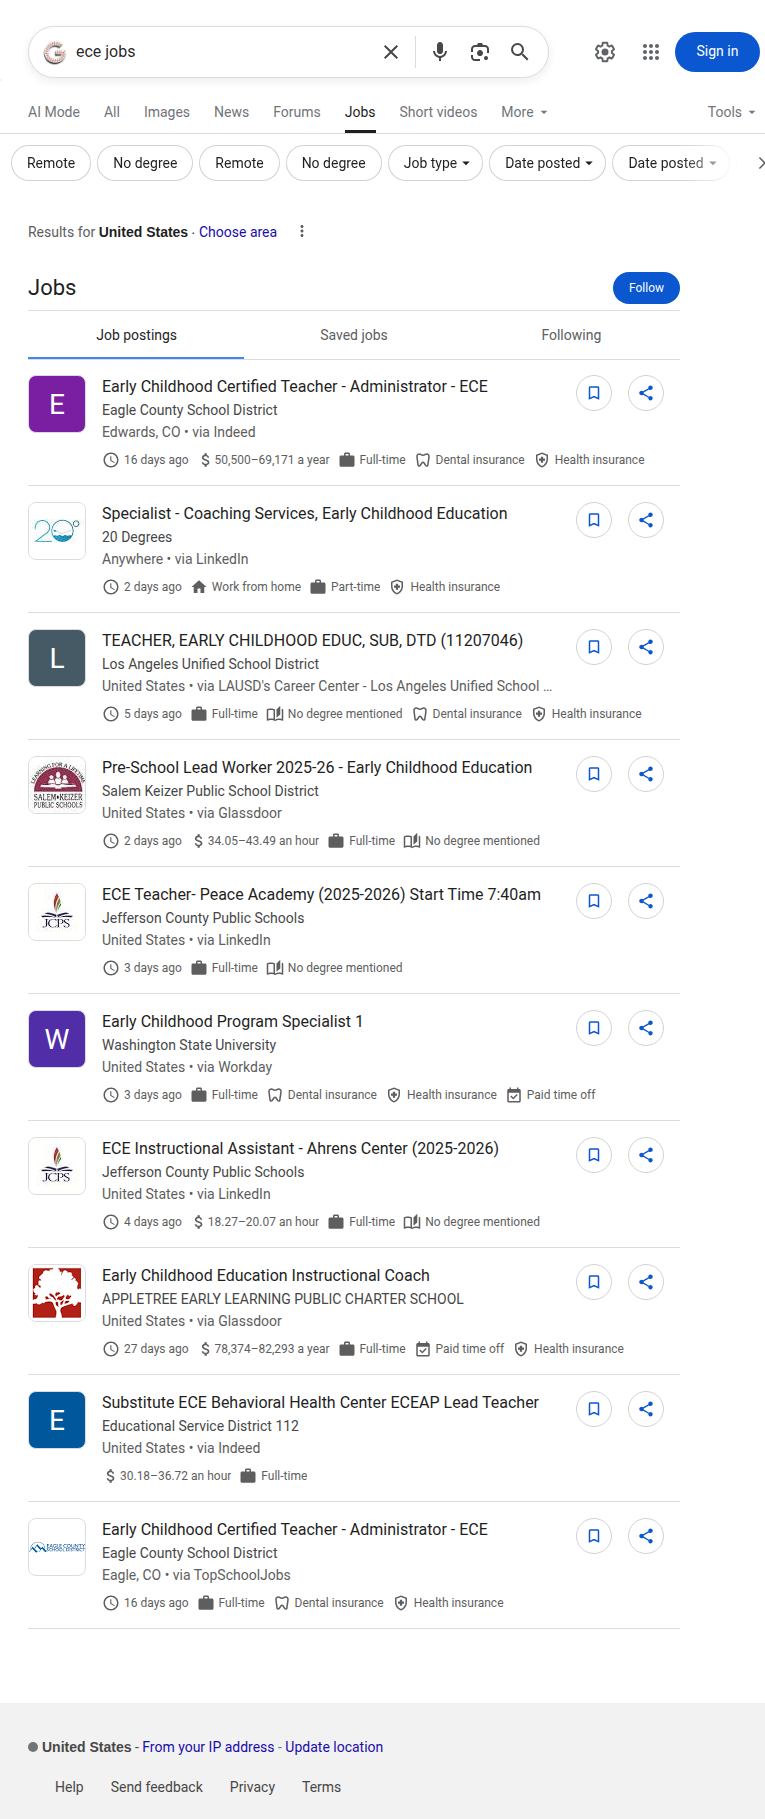 ece jobs
Sign in
AI Mode All Images News Forums Jobs Short videos More Tools
Remote No degree Remote No degree Job type Date posted Date posted
Results for United States · Choose area
Jobs
Follow
Job postings Saved jobs Following
E
Early Childhood Certified Teacher - Administrator - ECE
Eagle County School District
Edwards, CO • via Indeed
16 days ago $ 50,500–69,171 a year Full-time Dental insurance Health insurance
20°
Specialist - Coaching Services, Early Childhood Education
20 Degrees
Anywhere • via LinkedIn
2 days ago Work from home Part-time Health insurance
L
TEACHER, EARLY CHILDHOOD EDUC, SUB, DTD (11207046)
Los Angeles Unified School District
United States • via LAUSD's Career Center - Los Angeles Unified School ...
5 days ago Full-time No degree mentioned Dental insurance Health insurance
LEARNING FOR A LIFETIME
SALEM•KEIZER
PUBLIC SCHOOLS
Pre-School Lead Worker 2025-26 - Early Childhood Education
Salem Keizer Public School District
United States • via Glassdoor
2 days ago $ 34.05–43.49 an hour Full-time No degree mentioned
JCPS
ECE Teacher- Peace Academy (2025-2026) Start Time 7:40am
Jefferson County Public Schools
United States • via LinkedIn
3 days ago Full-time No degree mentioned
W
Early Childhood Program Specialist 1
Washington State University
United States • via Workday
3 days ago Full-time Dental insurance Health insurance Paid time off
JCPS
ECE Instructional Assistant - Ahrens Center (2025-2026)
Jefferson County Public Schools
United States • via LinkedIn
4 days ago $ 18.27–20.07 an hour Full-time No degree mentioned
Early Childhood Education Instructional Coach
APPLETREE EARLY LEARNING PUBLIC CHARTER SCHOOL
United States • via Glassdoor
27 days ago $ 78,374–82,293 a year Full-time Paid time off Health insurance
E
Substitute ECE Behavioral Health Center ECEAP Lead Teacher
Educational Service District 112
United States • via Indeed
$ 30.18–36.72 an hour Full-time
EAGLE COUNTY
SCHOOL DISTRICT
Early Childhood Certified Teacher - Administrator - ECE
Eagle County School District
Eagle, CO • via TopSchoolJobs
16 days ago Full-time Dental insurance Health insurance
United States - From your IP address - Update location
Help Send feedback Privacy Terms